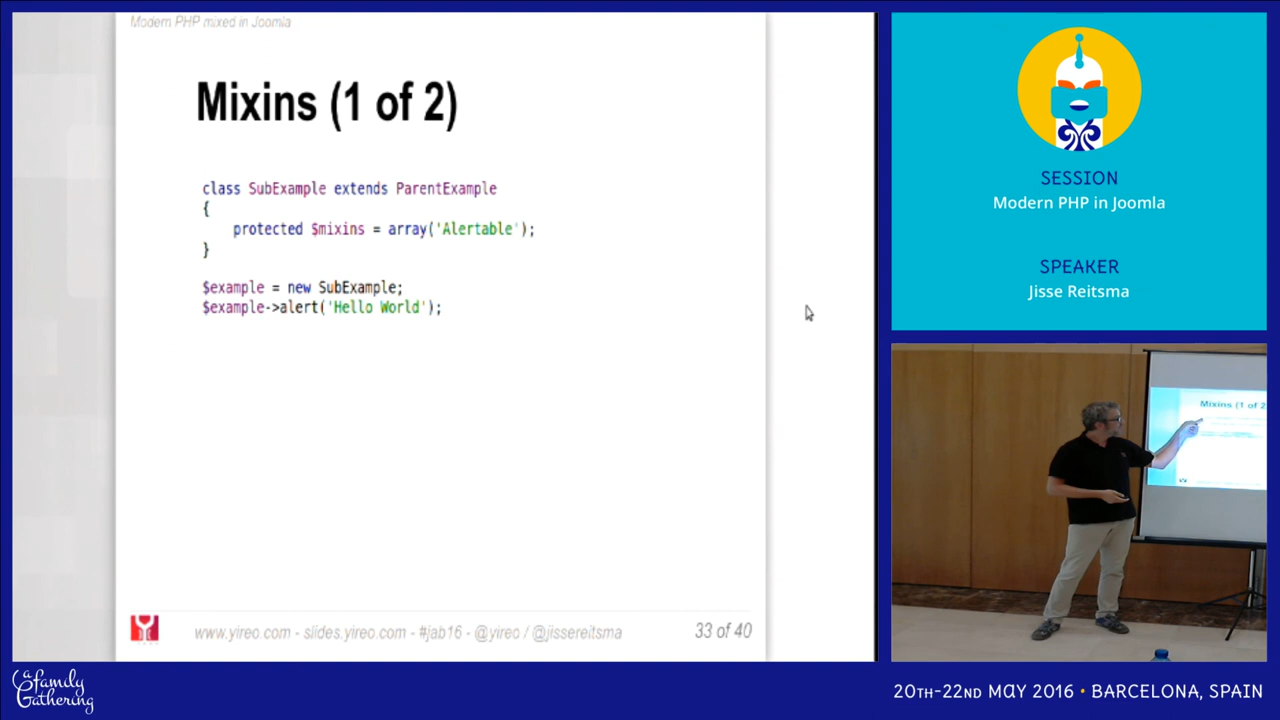 Modern PHP mixed in Joomla
Mixins (1 of 2)
class SubExample extends ParentExample
{
protected $mixins = array('Alertable');
}
$example = new SubExample;
$example->alert('Hello World');
www.yireo.com - slides.yireo.com - #jab16 - @yireo / @jissereitsma
33 of 40
SESSION
Modern PHP in Joomla
SPEAKER
Jisse Reitsma
Mixins (1 of 2
a family
Gathering
20TH-22ND MAY 2016 • BARCELONA, SPAIN